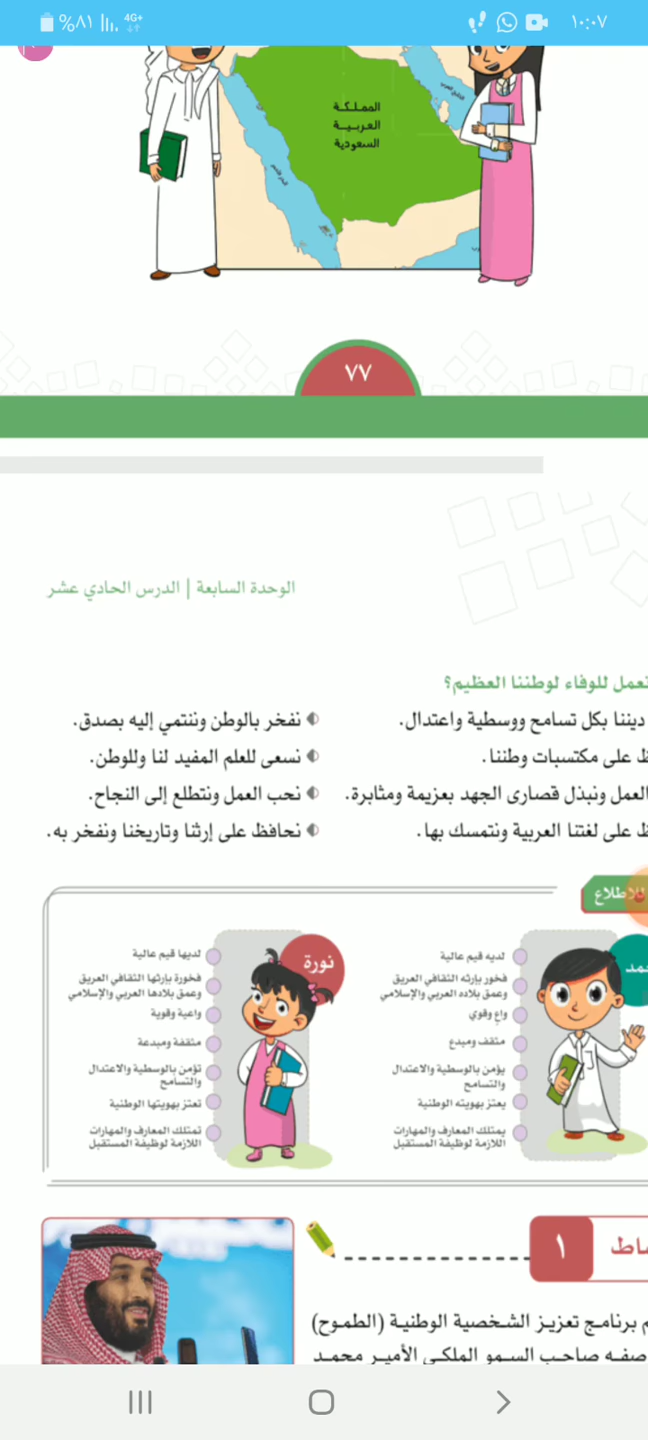 %٨١
4G+
١٠:٠٧
المملكة
العربية
السعودية
٧٧
الوحدة السابعة | الدرس الحادي عشر
للوفاء لوطننا العظيم؟
ديننا بكل تسامح ووسطية واعتدال.
على مكتسبات وطننا.
العمل ونبذل قصارى الجهد بعزيمة ومثابرة.
على لغتنا العربية ونتمسك بها.
نفخر بالوطن وننتمي إليه بصدق.
نسعى للعلم المفيد لنا وللوطن.
نحب العمل ونتطلع إلى النجاح.
نحافظ على إرثنا وتاريخنا ونفخر به.
للاطلاع
لديه قيم عالية
فخور بإرثه الثقافي العريق
وعمق بلاده العربي والإسلامي
واعٍ وقوي
مثقف ومبدع
يؤمن بالوسطية والاعتدال
والتسامح
يعتز بهويته الوطنية
يمتلك المعارف والمهارات
اللازمة لوظيفة المستقبل
نورة
لديها قيم عالية
فخورة بإرثها الثقافي العريق
وعمق بلادها العربي والإسلامي
واعية وقوية
مثقفة ومبدعة
تؤمن بالوسطية والاعتدال
والتسامح
تعتز بهويتها الوطنية
تمتلك المعارف والمهارات
اللازمة لوظيفة المستقبل
١
برنامج تعزيز الشخصية الوطنية (الطموح)
صاحب السمو الملكي الأمير محمد